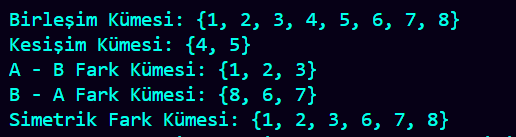 Birleşim Kümesi: {1, 2, 3, 4, 5, 6, 7, 8}
Kesişim Kümesi: {4, 5}
A - B Fark Kümesi: {1, 2, 3}
B - A Fark Kümesi: {8, 6, 7}
Simetrik Fark Kümesi: {1, 2, 3, 6, 7, 8}